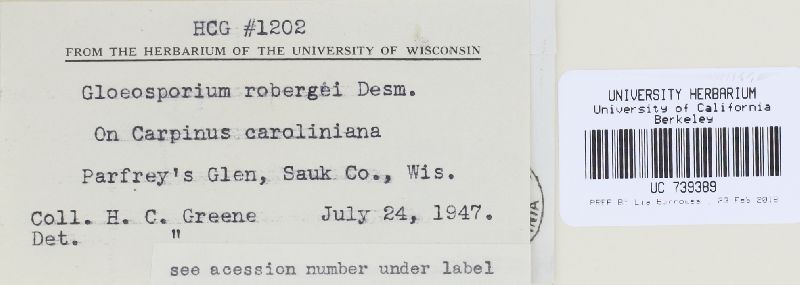 HCG #1202
FROM THE HERBARIUM OF THE UNIVERSITY OF WISCONSIN
Gloeosporium robergéi Desm.
On Carpinus caroliniana
Parfrey's Glen, Sauk Co., Wis.
Coll. H. C. Greene July 24, 1947.
Det. "
see acession number under label
UNIVERSITY HERBARIUM
University of California
Berkeley
UC 739389